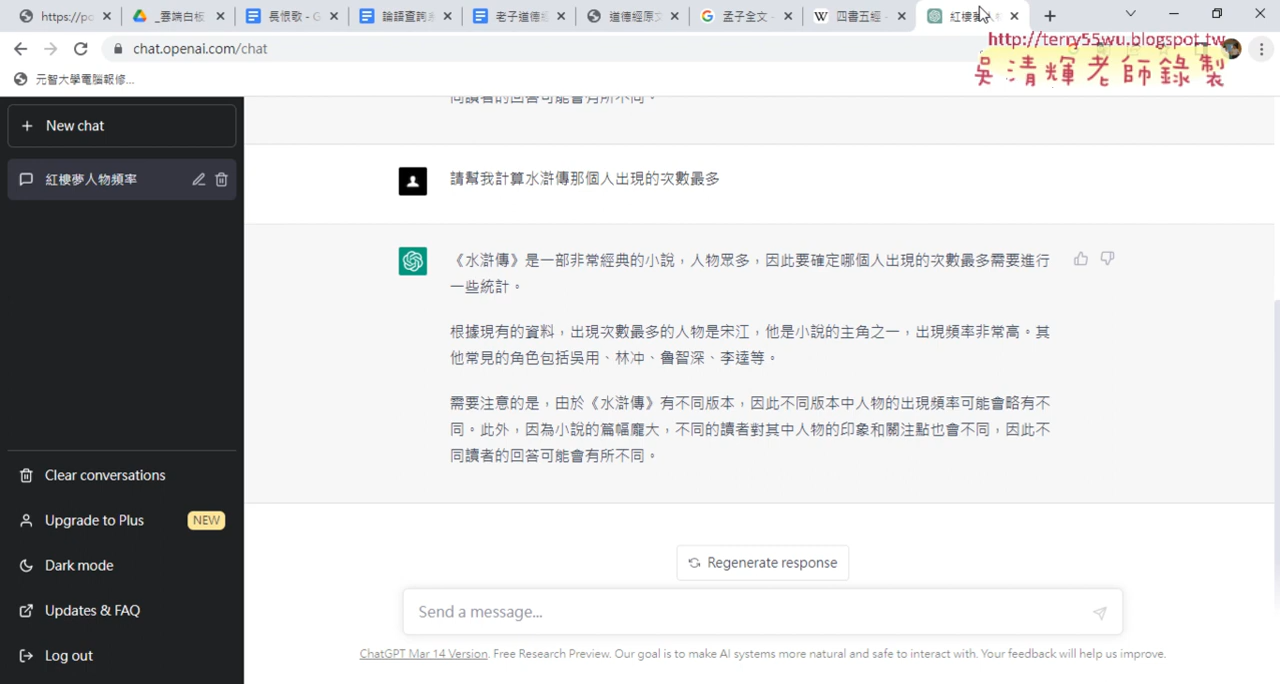 https://po
_雲端白板
長恨歌 - G
論語查詢系
老子道德經
道德經原文
孟子全文 -
四書五經 -
紅樓夢人物
chat.openai.com/chat
http://terry55wu.blogspot.tw
吳清輝老師錄製
元智大學電腦報修...
New chat
紅樓夢人物頻率
同讀者的回答可能會有所不同。
請幫我計算水滸傳那個人出現的次數最多
《水滸傳》是一部非常經典的小說，人物眾多，因此要確定哪個人出現的次數最多需要進行
一些統計。
根據現有的資料，出現次數最多的人物是宋江，他是小說的主角之一，出現頻率非常高。其
他常見的角色包括吳用、林冲、魯智深、李逵等。
需要注意的是，由於《水滸傳》有不同版本，因此不同版本中人物的出現頻率可能會略有不
同。此外，因為小說的篇幅龐大，不同的讀者對其中人物的印象和關注點也會不同，因此不
同讀者的回答可能會有所不同。
Clear conversations
Upgrade to Plus NEW
Dark mode
Updates & FAQ
Log out
Regenerate response
Send a message...
ChatGPT Mar 14 Version. Free Research Preview. Our goal is to make AI systems more natural and safe to interact with. Your feedback will help us improve.